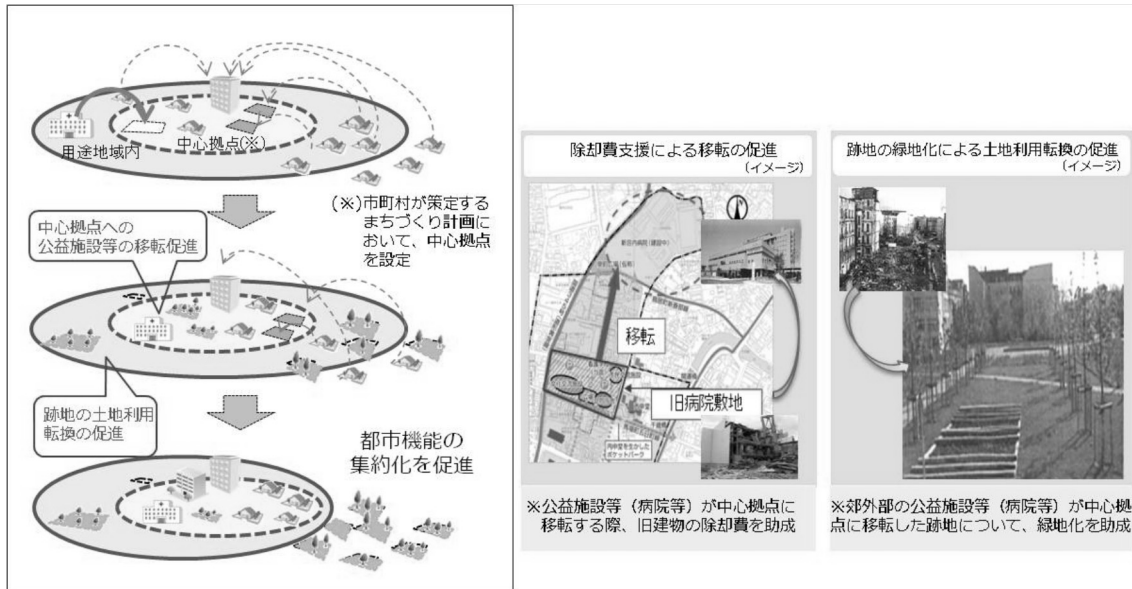 用途地域内
中心拠点(※)
(※)市町村が策定する
まちづくり計画に
おいて、中心拠点
を設定
中心拠点への
公益施設等の移転促進
跡地の土地利用
転換の促進
都市機能の
集約化を促進
除却費支援による移転の促進
(イメージ)
移転
旧病院敷地
ポケットパーク
※公益施設等（病院等）が中心拠点に
移転する際、旧建物の除却費を助成
跡地の緑地化による土地利用転換の促進
(イメージ)
※郊外部の公益施設等（病院等）が中心拠
点に移転した跡地について、緑地化を助成